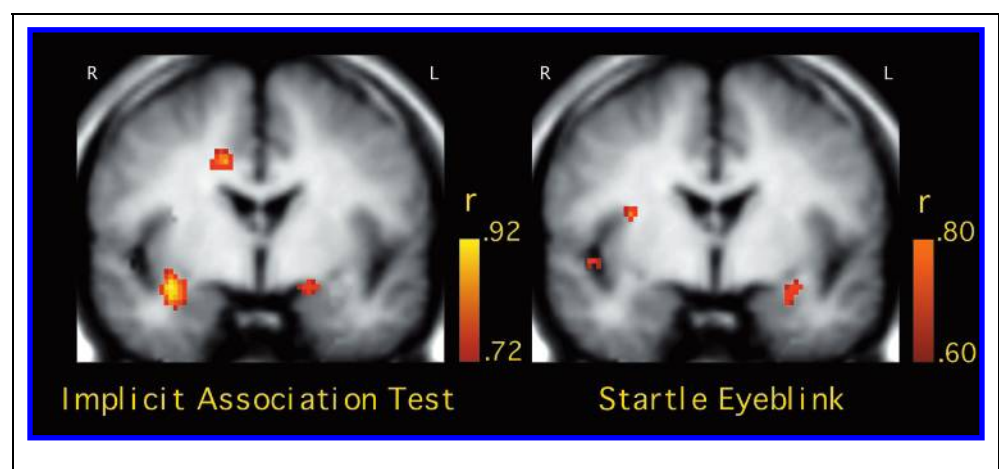 R L R L
r r
.92 .80
.72 .60
Implicit Association Test Startle Eyeblink